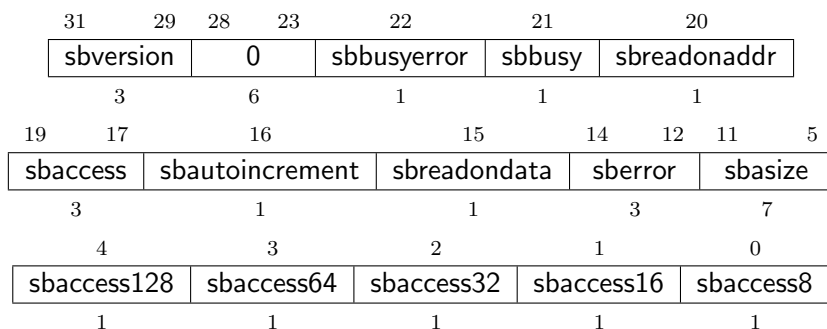 31 29 28 23 22 21 20
sbversion 0 sbbusyerror sbbusy sbreadonaddr
3 6 1 1 1
19 17 16 15 14 12 11 5
sbaccess sbautoincrement sbreadondata sberror sbasize
3 1 1 3 7
4 3 2 1 0
sbaccess128 sbaccess64 sbaccess32 sbaccess16 sbaccess8
1 1 1 1 1